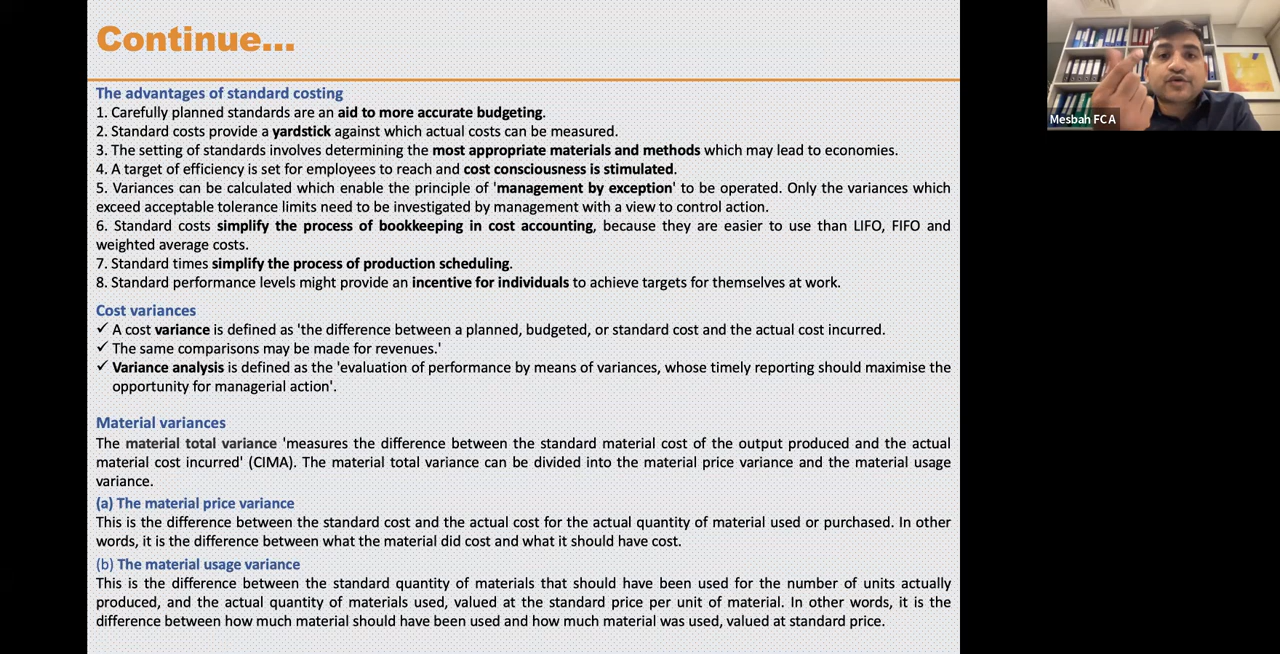 Continue...
The advantages of standard costing
1. Carefully planned standards are an aid to more accurate budgeting.
2. Standard costs provide a yardstick against which actual costs can be measured.
3. The setting of standards involves determining the most appropriate materials and methods which may lead to economies.
4. A target of efficiency is set for employees to reach and cost consciousness is stimulated.
5. Variances can be calculated which enable the principle of 'management by exception' to be operated. Only the variances which
exceed acceptable tolerance limits need to be investigated by management with a view to control action.
6. Standard costs simplify the process of bookkeeping in cost accounting, because they are easier to use than LIFO, FIFO and
weighted average costs.
7. Standard times simplify the process of production scheduling.
8. Standard performance levels might provide an incentive for individuals to achieve targets for themselves at work.
Cost variances
✓ A cost variance is defined as 'the difference between a planned, budgeted, or standard cost and the actual cost incurred.
✓ The same comparisons may be made for revenues.'
✓ Variance analysis is defined as the 'evaluation of performance by means of variances, whose timely reporting should maximise the
opportunity for managerial action'.
Material variances
The material total variance 'measures the difference between the standard material cost of the output produced and the actual
material cost incurred' (CIMA). The material total variance can be divided into the material price variance and the material usage
variance.
(a) The material price variance
This is the difference between the standard cost and the actual cost for the actual quantity of material used or purchased. In other
words, it is the difference between what the material did cost and what it should have cost.
(b) The material usage variance
This is the difference between the standard quantity of materials that should have been used for the number of units actually
produced, and the actual quantity of materials used, valued at the standard price per unit of material. In other words, it is the
difference between how much material should have been used and how much material was used, valued at standard price.
Mesbah FCA